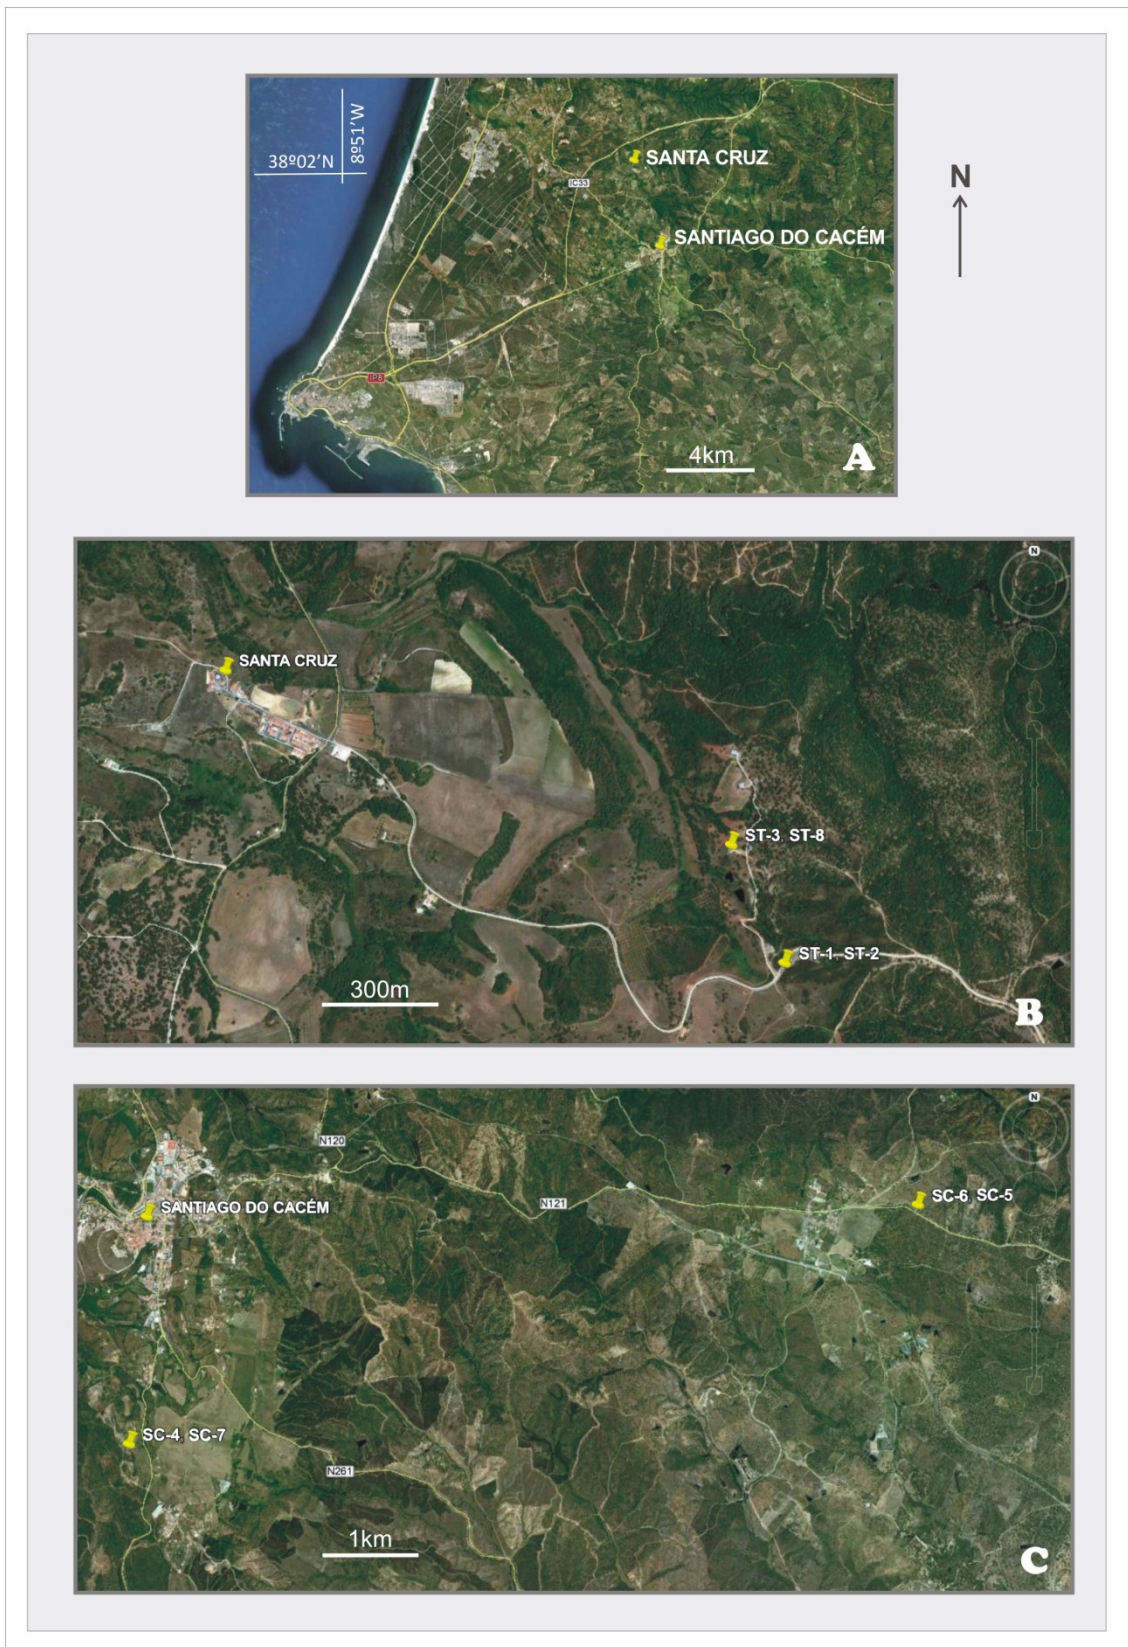 38º02'N
8º51'W
SANTA CRUZ
IC33
SANTIAGO DO CACÉM
IP8
4km
A
N
N
SANTA CRUZ
ST-3, ST-8
ST-1, ST-2
300m
B
N
N120
SC-6, SC-5
N121
SANTIAGO DO CACÉM
SC-4, SC-7
N261
1km
C